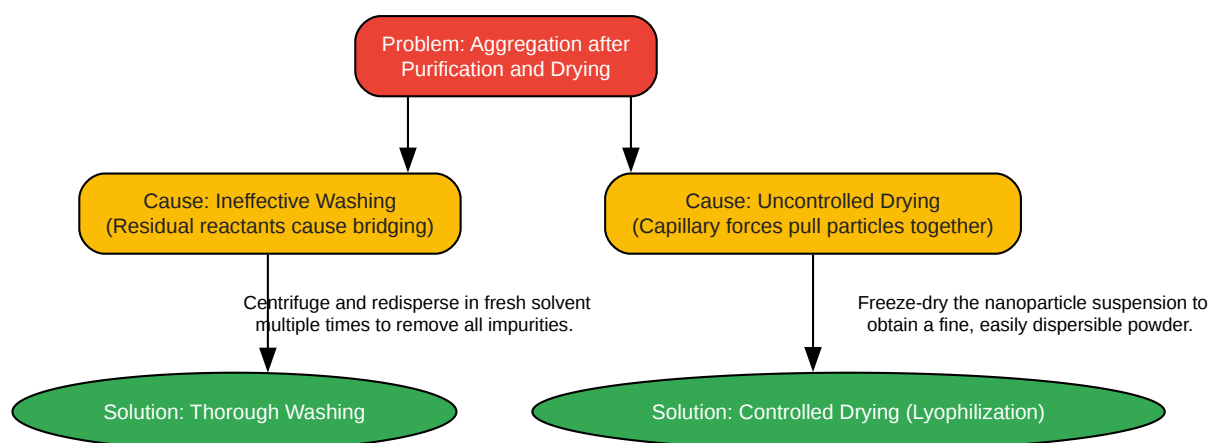 Problem: Aggregation after
Purification and Drying
Cause: Ineffective Washing
(Residual reactants cause bridging)
Cause: Uncontrolled Drying
(Capillary forces pull particles together)
Centrifuge and redisperse in fresh solvent
multiple times to remove all impurities.
Freeze-dry the nanoparticle suspension to
obtain a fine, easily dispersible powder.
Solution: Thorough Washing
Solution: Controlled Drying (Lyophilization)